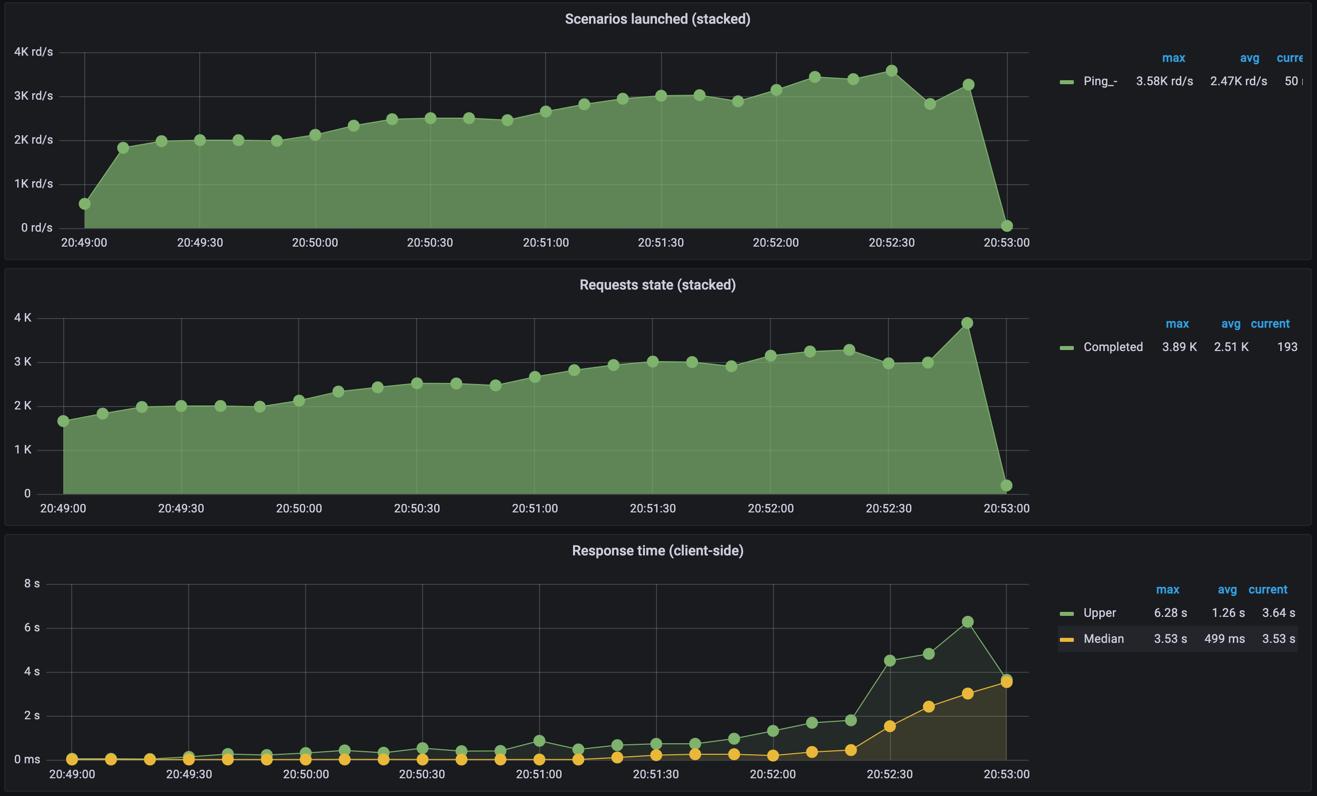 Scenarios launched (stacked)
4K rd/s
3K rd/s
2K rd/s
1K rd/s
0 rd/s
20:49:00 20:49:30 20:50:00 20:50:30 20:51:00 20:51:30 20:52:00 20:52:30 20:53:00
max avg curre
Ping_- 3.58K rd/s 2.47K rd/s 50
Requests state (stacked)
4 K
3 K
2 K
1 K
0
20:49:00 20:49:30 20:50:00 20:50:30 20:51:00 20:51:30 20:52:00 20:52:30 20:53:00
max avg current
Completed 3.89 K 2.51 K 193
Response time (client-side)
8 s
6 s
4 s
2 s
0 ms
20:49:00 20:49:30 20:50:00 20:50:30 20:51:00 20:51:30 20:52:00 20:52:30 20:53:00
max avg current
Upper 6.28 s 1.26 s 3.64 s
Median 3.53 s 499 ms 3.53 s